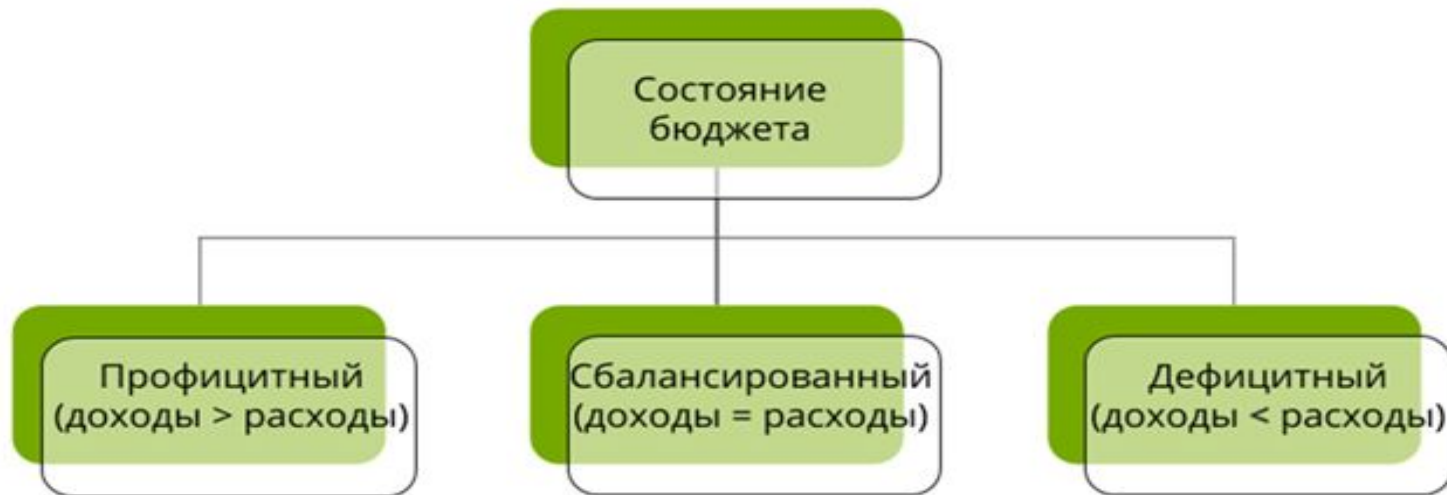 Состояние
бюджета
Профицитный
(доходы > расходы)
Сбалансированный
(доходы = расходы)
Дефицитный
(доходы < расходы)